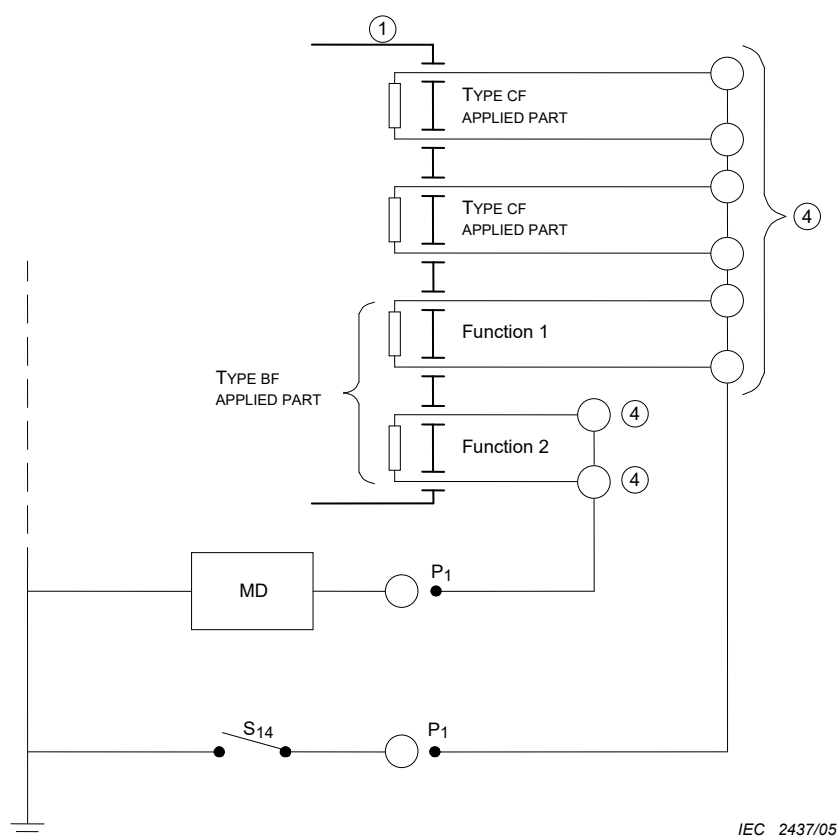 1
TYPE CF
APPLIED PART
4
TYPE CF
APPLIED PART
Function 1
TYPE BF
APPLIED PART
4
Function 2
4
P1
MD
S14
P1
IEC 2437/05